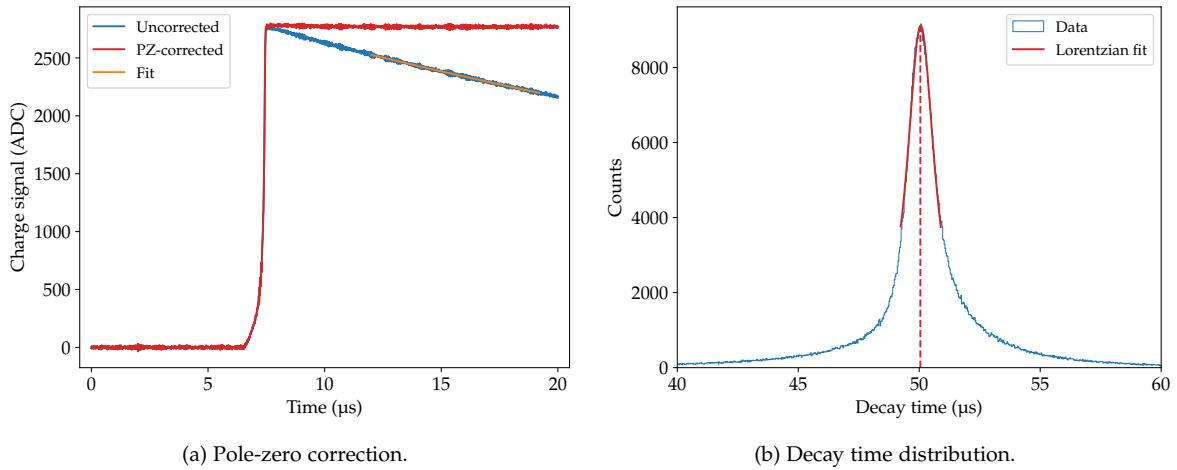 Uncorrected
PZ-corrected
Fit
2500
2000
1500
1000
500
0
Charge signal (ADC)
0
5
10
15
20
Time (µs)
(a) Pole-zero correction.
Data
Lorentzian fit
8000
6000
4000
2000
0
Counts
40
45
50
55
60
Decay time (µs)
(b) Decay time distribution.